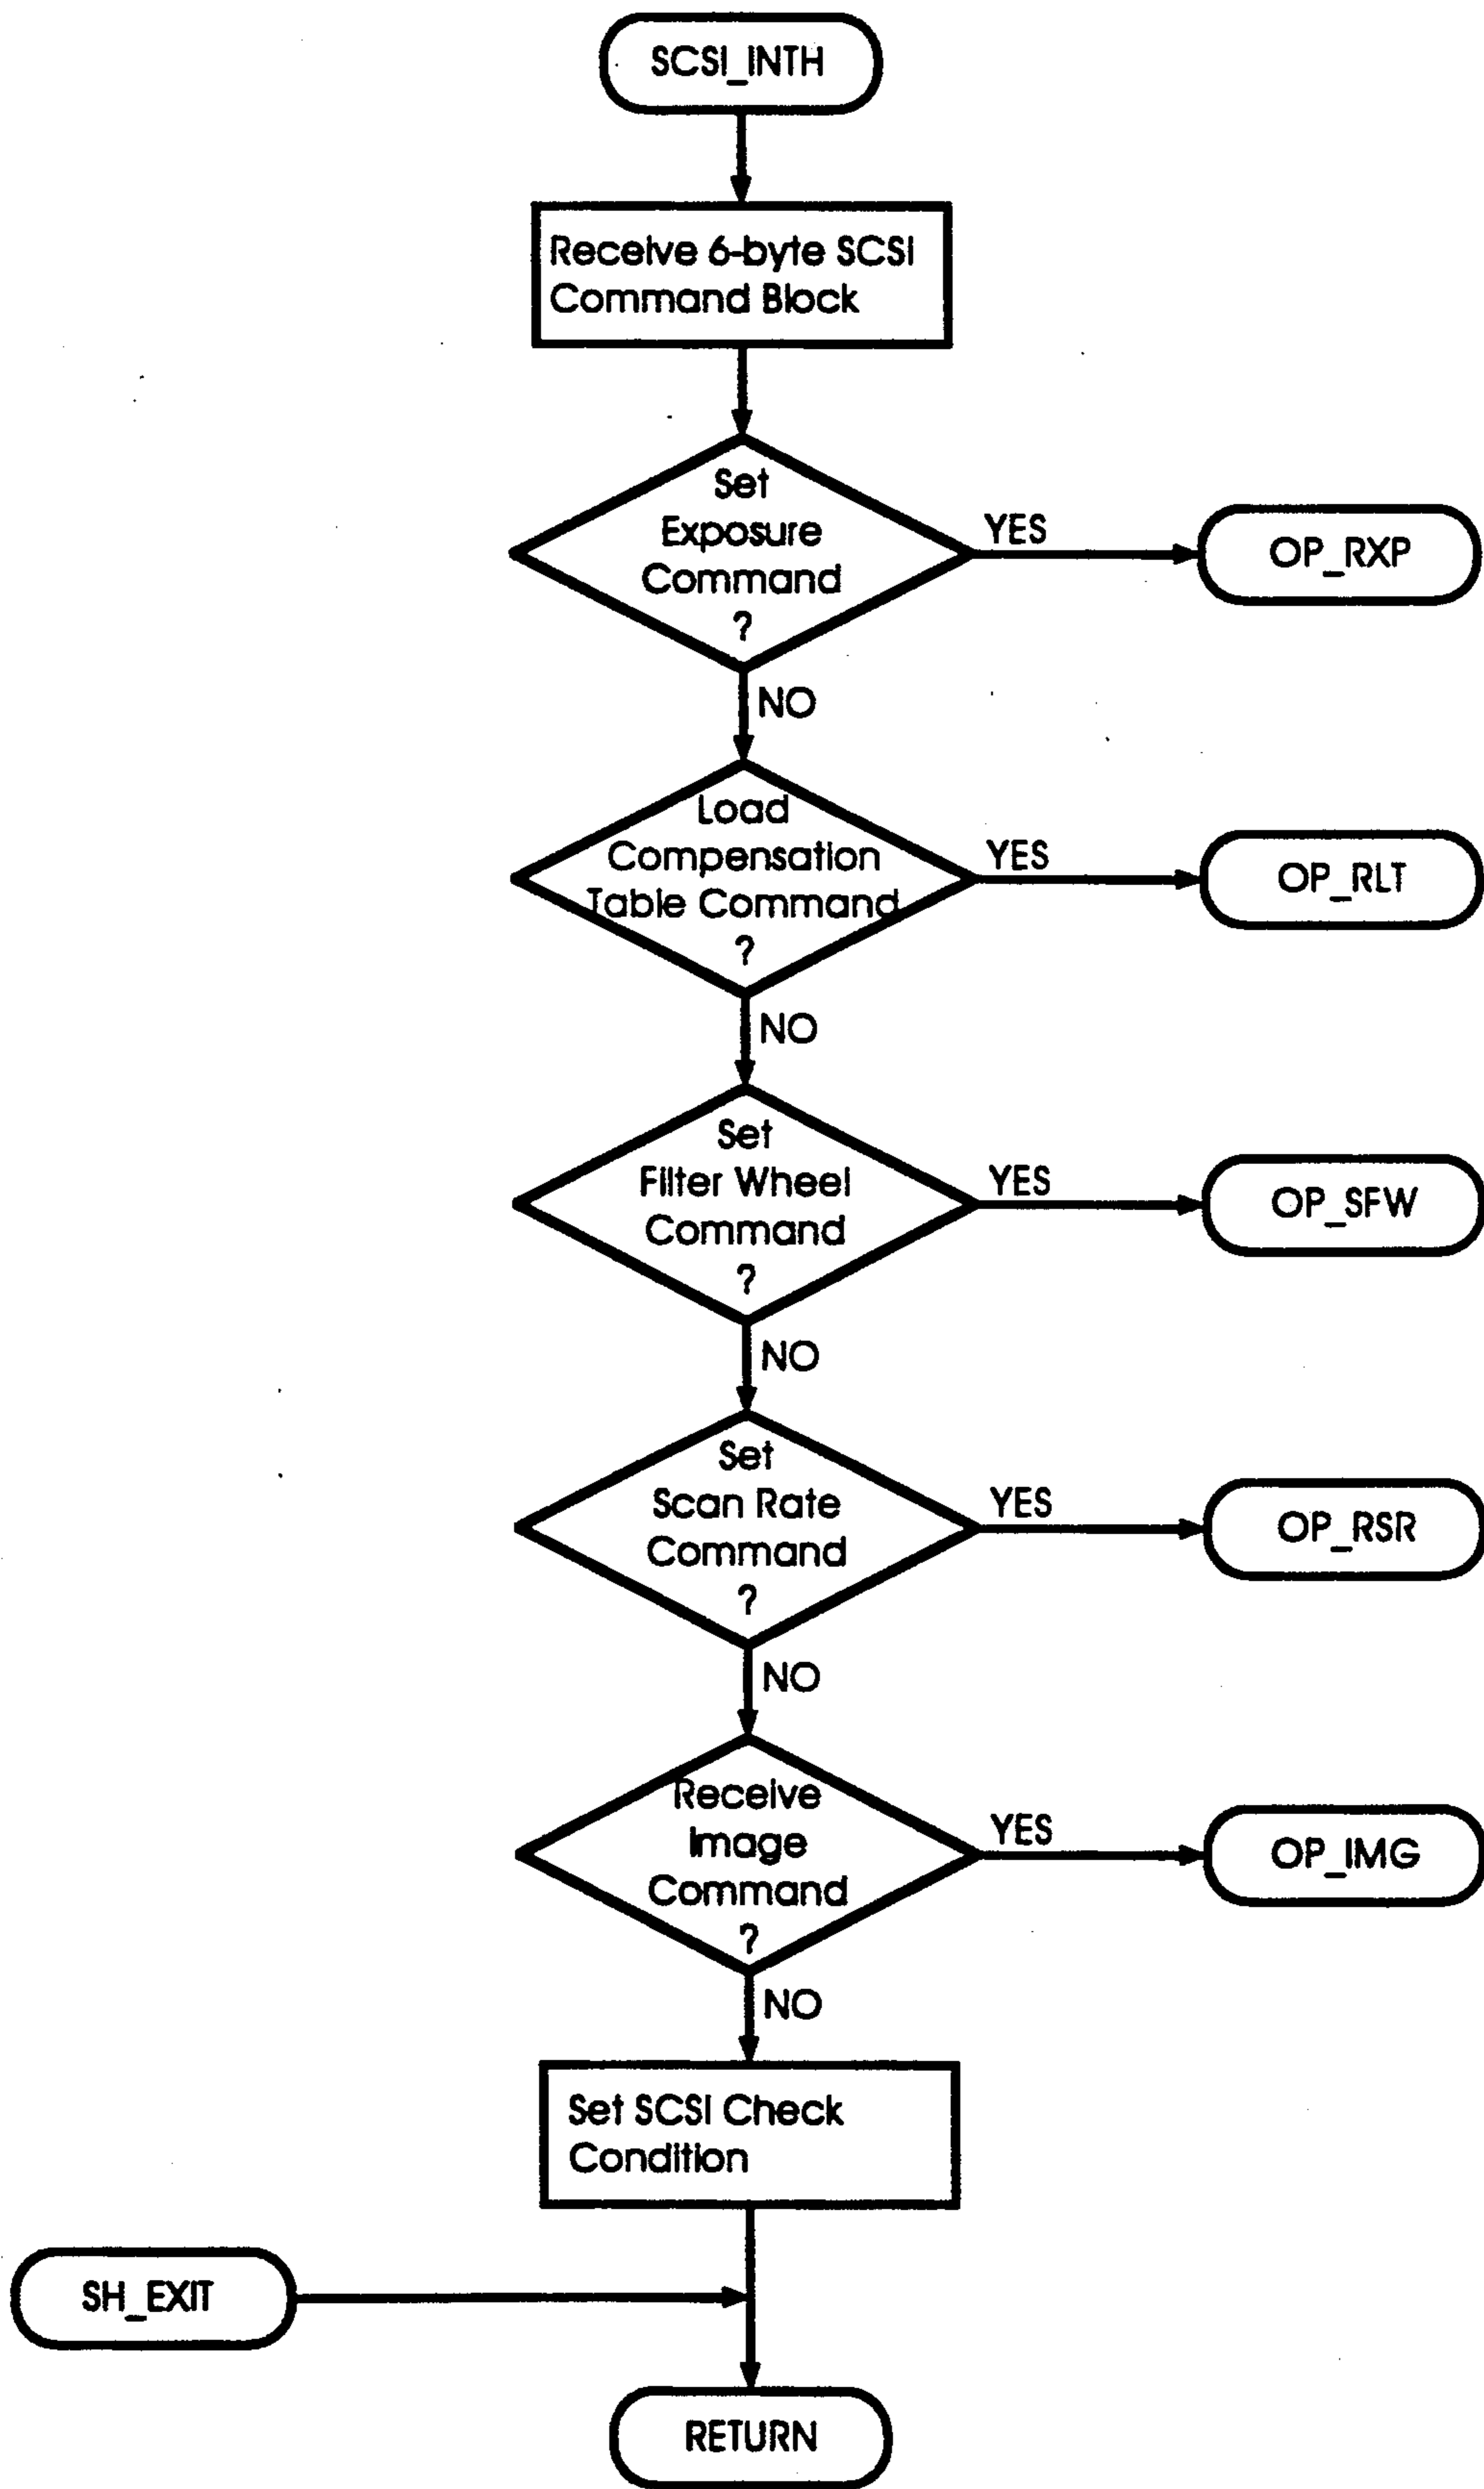 SCSI_INTH
Receive 6-byte SCSI
Command Block
Set
Exposure
Command
?
YES
OP_RXP
NO
Load
Compensation
Table Command
?
YES
OP_RLT
NO
Set
Filter Wheel
Command
?
YES
OP_SFW
NO
Set
Scan Rate
Command
?
YES
OP_RSR
NO
Receive
Image
Command
?
YES
OP_IMG
NO
Set SCSI Check
Condition
SH_EXIT
RETURN